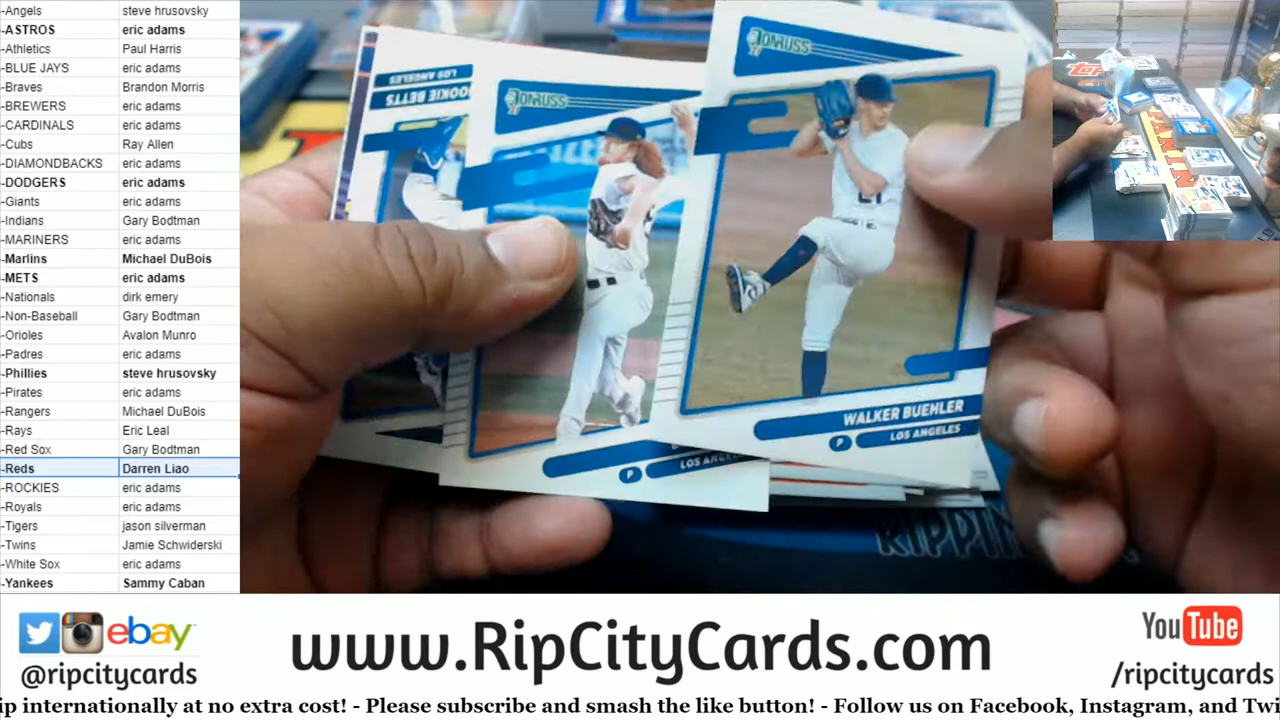 -Angels steve hrusovsky
-ASTROS eric adams
-Athletics Paul Harris
-BLUE JAYS eric adams
-Braves Brandon Morris
-BREWERS eric adams
-CARDINALS eric adams
-Cubs Ray Allen
-DIAMONDBACKS eric adams
-DODGERS eric adams
-Giants eric adams
-Indians Gary Bodtman
-MARINERS eric adams
-Marlins Michael DuBois
-METS eric adams
-Nationals dirk emery
-Non-Baseball Gary Bodtman
-Orioles Avalon Munro
-Padres eric adams
-Phillies steve hrusovsky
-Pirates eric adams
-Rangers Michael DuBois
-Rays Eric Leal
-Red Sox Gary Bodtman
-Reds Darren Liao
-ROCKIES eric adams
-Royals eric adams
-Tigers jason silverman
-Twins Jamie Schwiderski
-White Sox eric adams
-Yankees Sammy Caban
LOS ANGELES
OOKIE BETTS
DONRUSS
P LOS ANGEL
DONRUSS
WALKER BUEHLER
P LOS ANGELES
RIPPIN
Topps
PANINI
ebay
@ripcitycards
www.RipCityCards.com
YouTube
/ripcitycards
ip internationally at no extra cost! - Please subscribe and smash the like button! - Follow us on Facebook, Instagram, and Twi